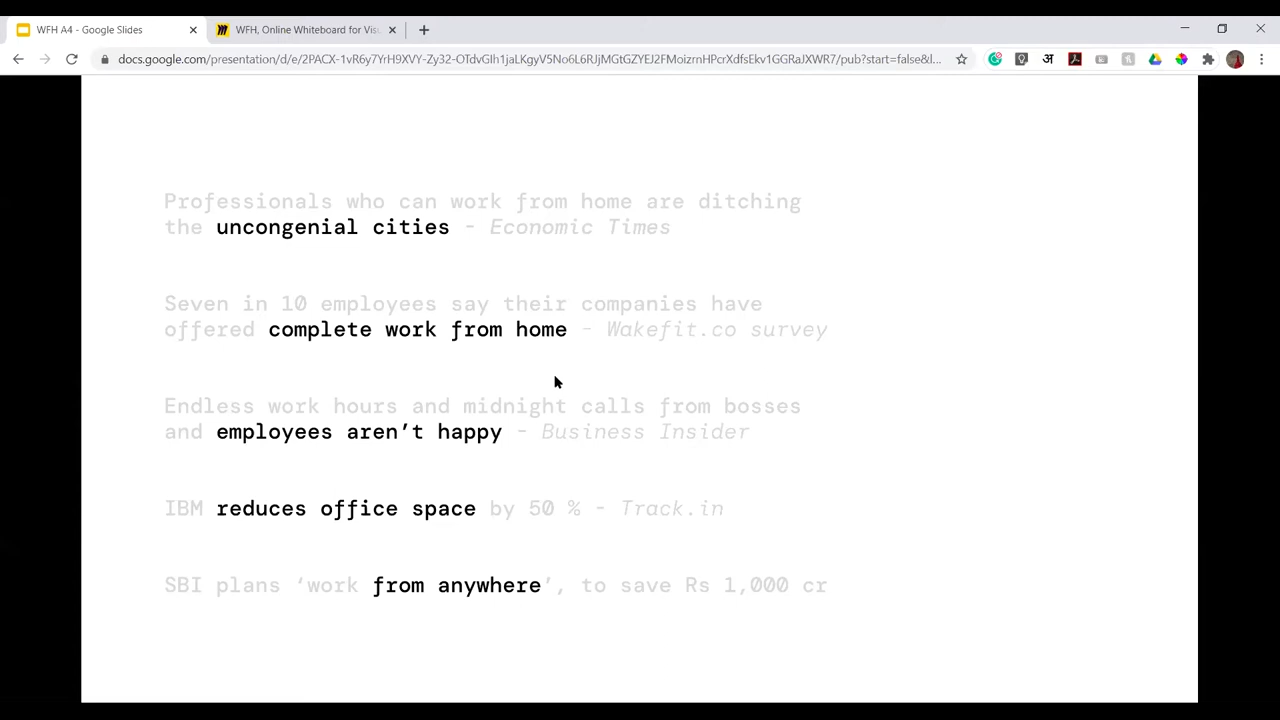 WFH A4 - Google Slides
WFH, Online Whiteboard for Visu
docs.google.com/presentation/d/e/2PACX-1vR6y7YrH9XVY-Zy32-OTdvGlh1jaLKgyV5No6L6RJjMGtGZYEJ2FMoizrnHPcrXdfsEkv1GGRaJXWR7/pub?start=false&l...
Professionals who can work from home are ditching
the uncongenial cities - Economic Times
Seven in 10 employees say their companies have
offered complete work from home - Wakefit.co survey
Endless work hours and midnight calls from bosses
and employees aren’t happy - Business Insider
IBM reduces office space by 50 % - Track.in
SBI plans ‘work from anywhere’, to save Rs 1,000 cr